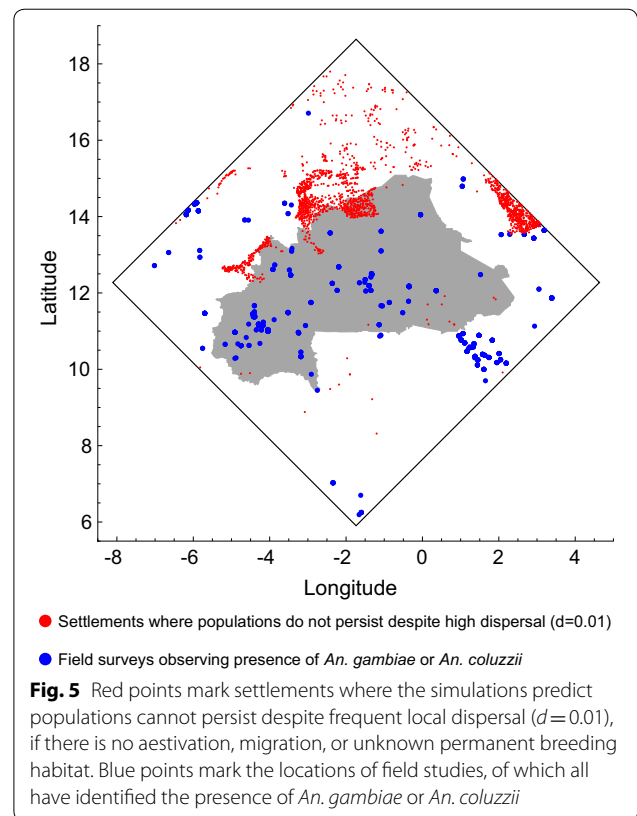 18
16
14
12
10
8
6
Latitude
-8 -6 -4 -2 0 2 4
Longitude
Settlements where populations do not persist despite high dispersal (d=0.01)
Field surveys observing presence of An. gambiae or An. coluzzii
Fig. 5 Red points mark settlements where the simulations predict
populations cannot persist despite frequent local dispersal (d = 0.01),
if there is no aestivation, migration, or unknown permanent breeding
habitat. Blue points mark the locations of field studies, of which all
have identified the presence of An. gambiae or An. coluzzii